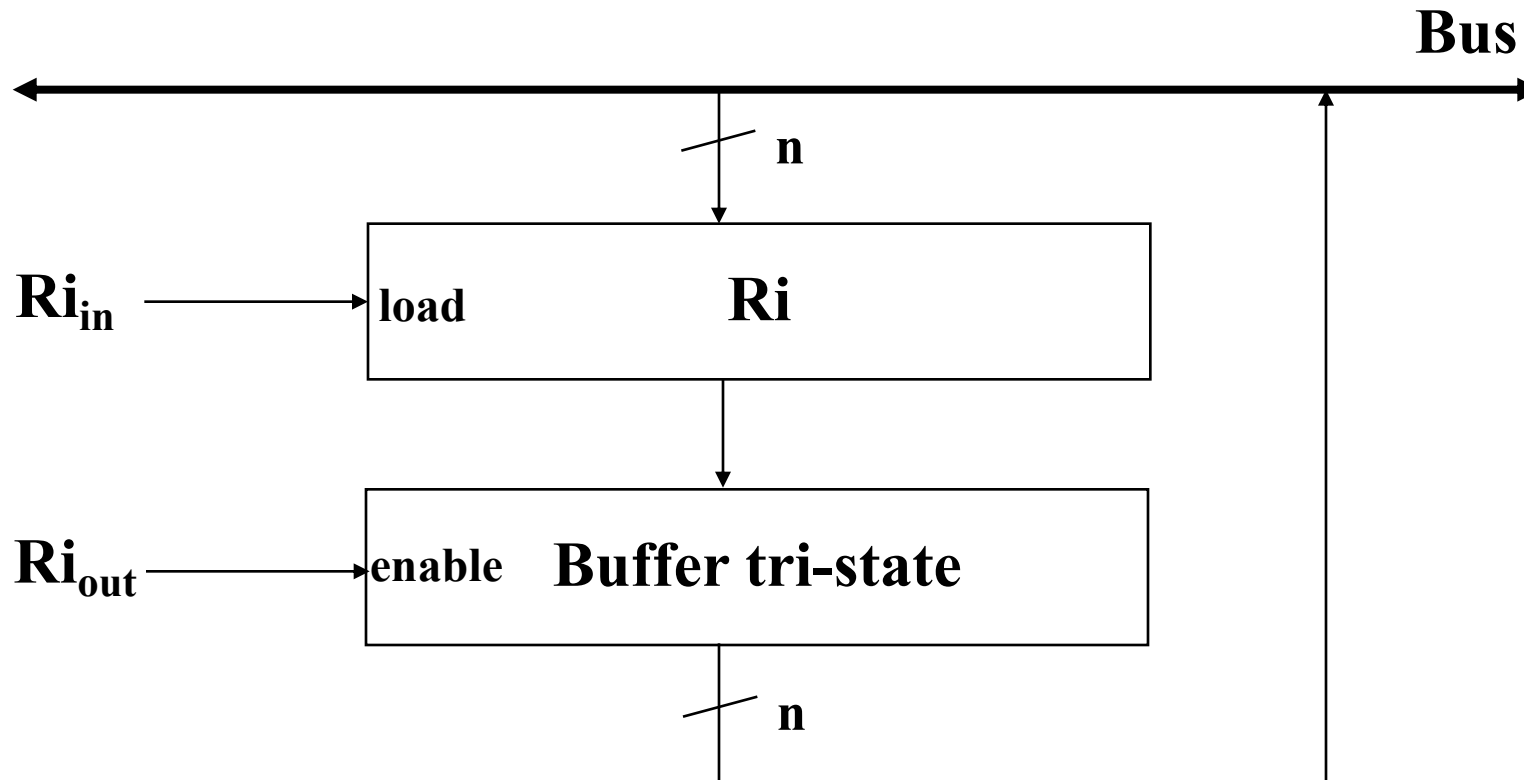 Bus
n
Ri_in
load
Ri
Ri_out
enable
Buffer tri-state
n